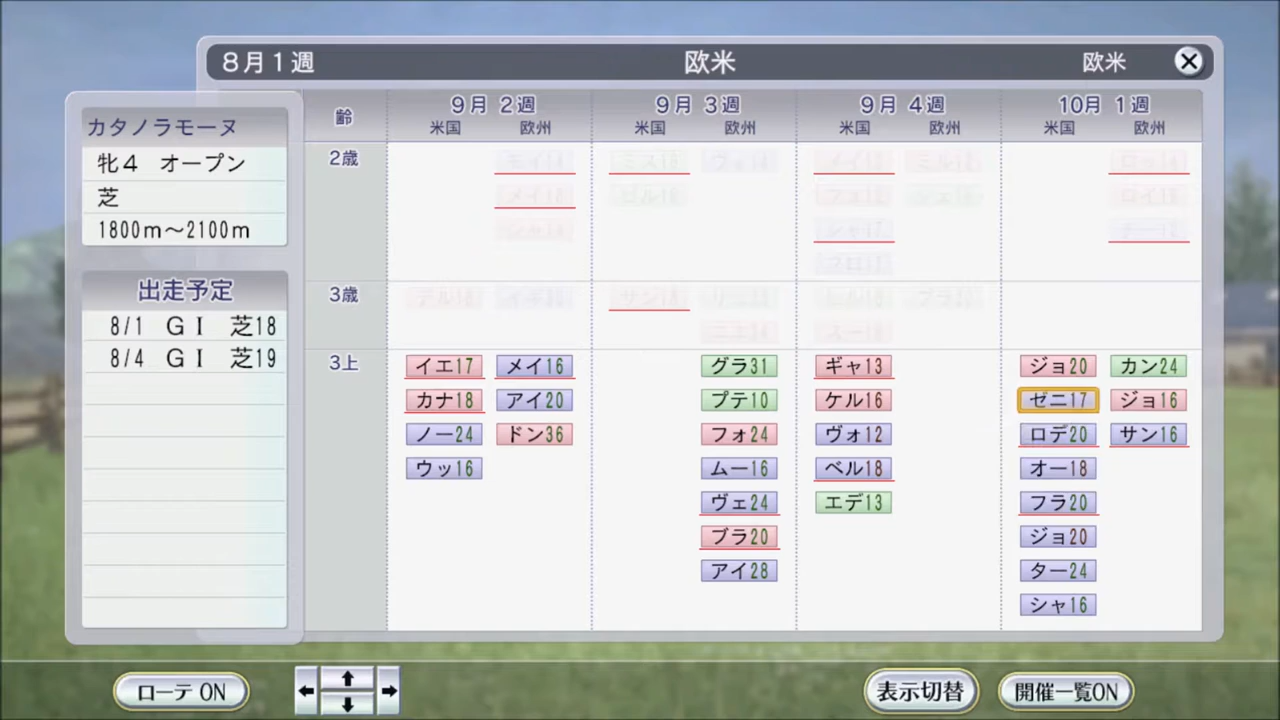 8月1週
欧米
欧米
カタノラモーヌ
牝4 オープン
芝
1800m～2100m
出走予定
8/1 GⅠ 芝18
8/4 GⅠ 芝19
齢
9月 2週
9月 3週
9月 4週
10月 1週
米国 欧州
米国 欧州
米国 欧州
米国 欧州
2歳
3歳
3上
イエ17 メイ16 グラ31 ギャ13 ジョ20 カン24
カナ18 アイ20 プテ10 ケル16 ゼニ17 ジョ16
ノー24 ドン36 フォ24 ヴォ12 ロデ20 サン16
ウッ16 ムー16 ベル18 オー18
ヴェ24 エデ13 フラ20
ブラ20 ジョ20
アイ28 ター24
シャ16
ローテ ON
表示切替
開催一覧ON